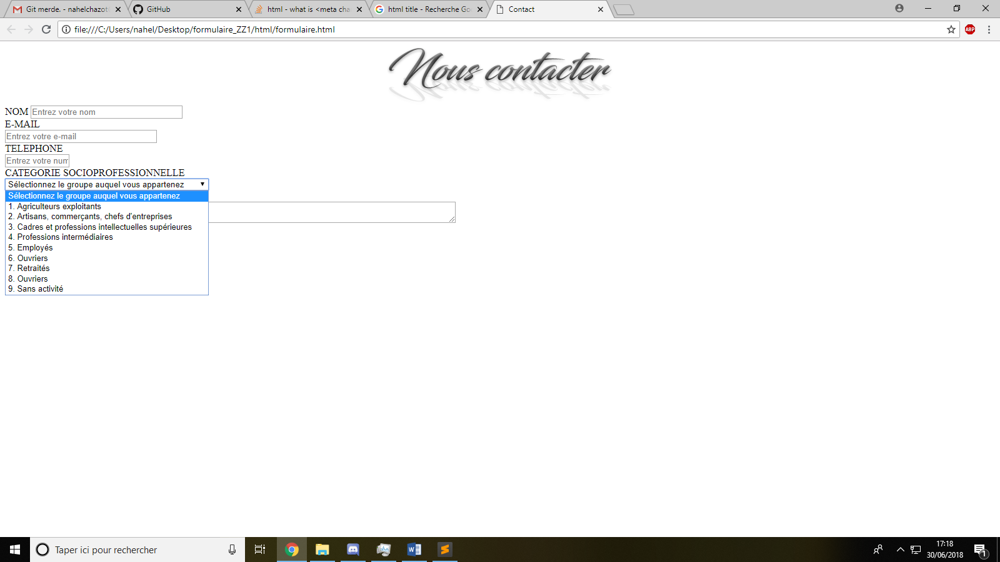 Git merde. - nahelchazot
GitHub
html - what is <meta cha
html title - Recherche Go
Contact
file:///C:/Users/nahel/Desktop/formulaire_ZZ1/html/formulaire.html
ABP
Nous contacter
NOM Entrez votre nom
E-MAIL
Entrez votre e-mail
TELEPHONE
Entrez votre num
CATEGORIE SOCIOPROFESSIONNELLE
Sélectionnez le groupe auquel vous appartenez
Sélectionnez le groupe auquel vous appartenez
1. Agriculteurs exploitants
2. Artisans, commerçants, chefs d'entreprises
3. Cadres et professions intellectuelles supérieures
4. Professions intermédiaires
5. Employés
6. Ouvriers
7. Retraités
8. Ouvriers
9. Sans activité
Taper ici pour rechercher
17:18
30/06/2018
1